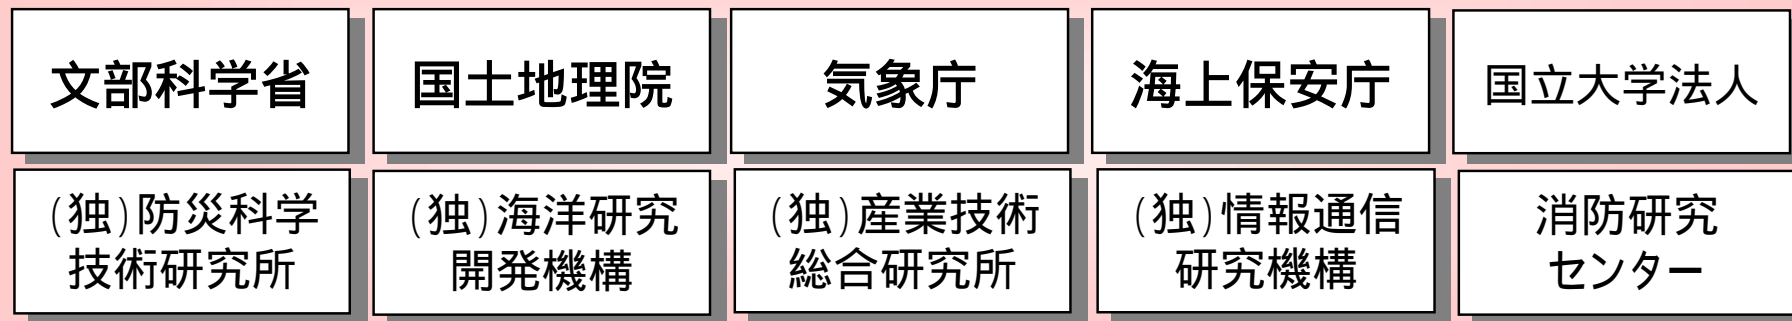 文部科学省
国土地理院
気象庁
海上保安庁
国立大学法人
(独)防災科学
技術研究所
(独)海洋研究
開発機構
(独)産業技術
総合研究所
(独)情報通信
研究機構
消防研究
センター